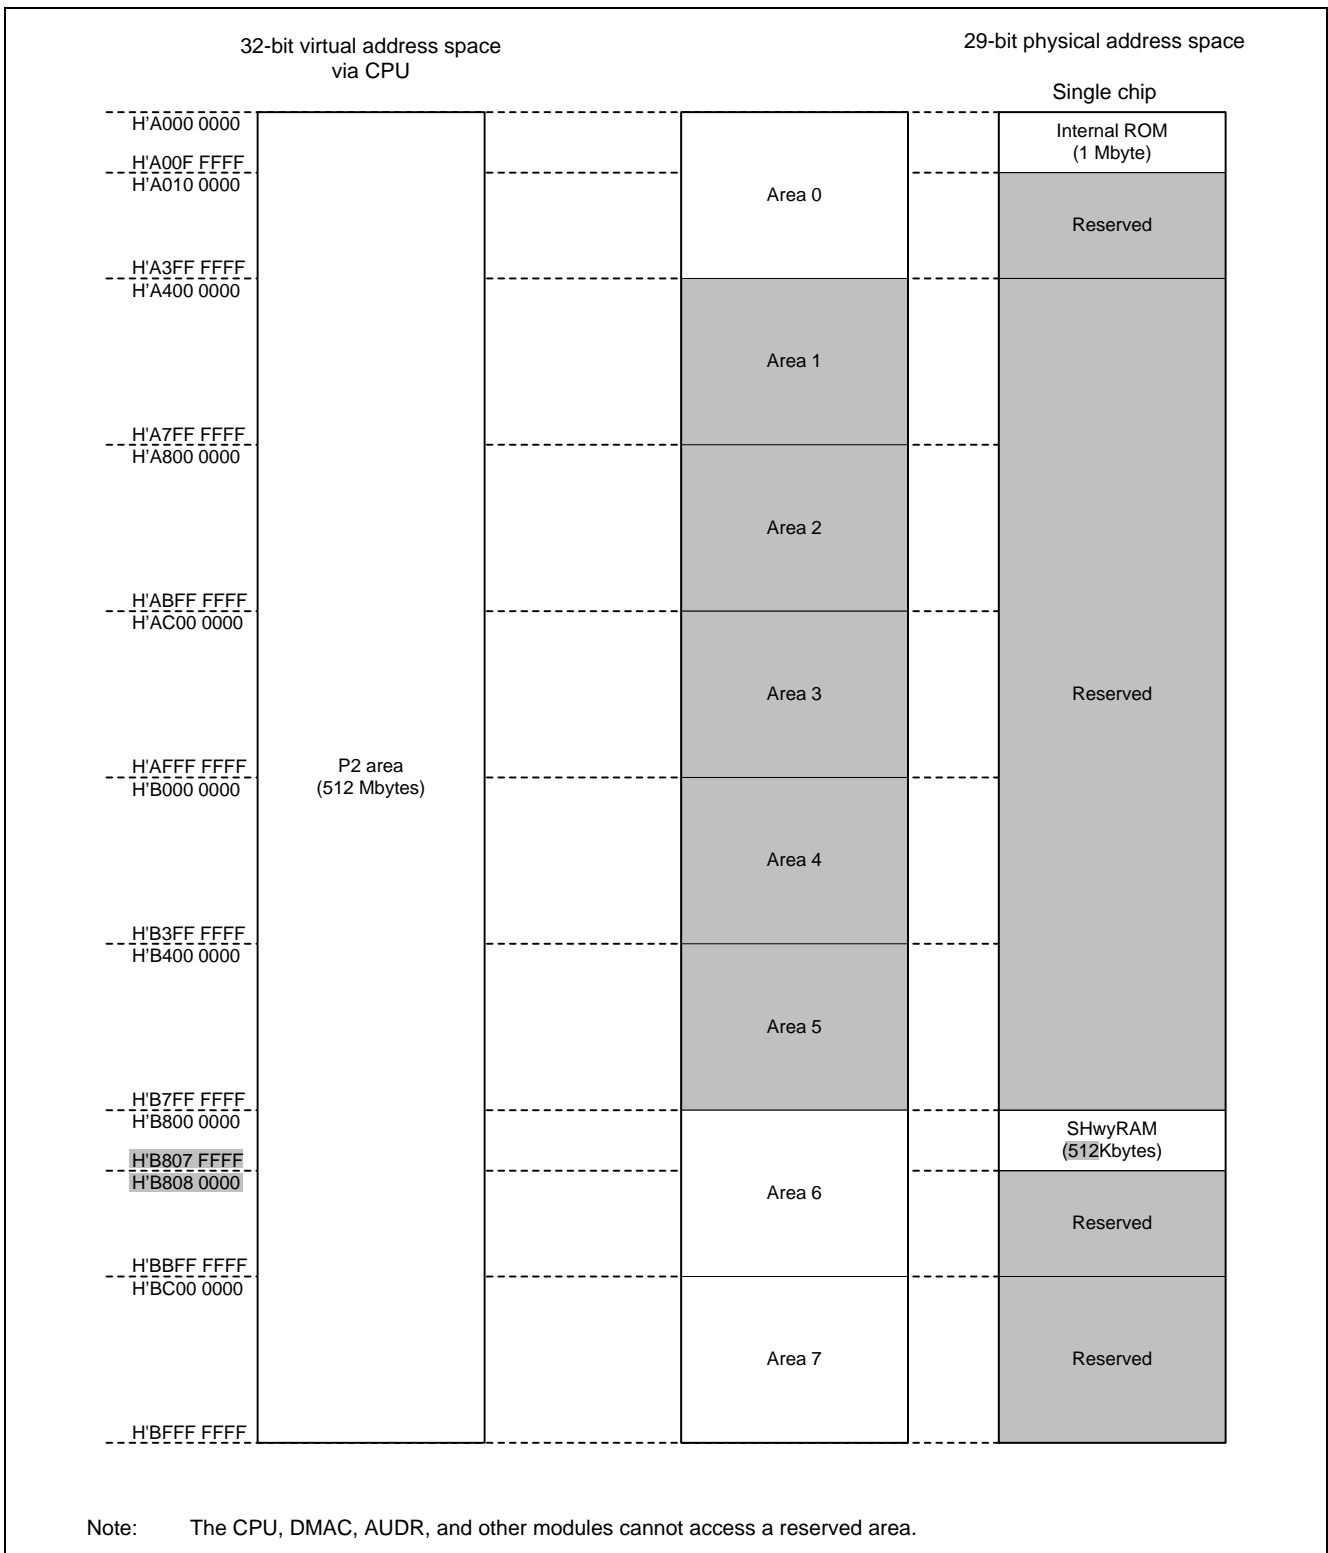 32-bit virtual address space
via CPU
29-bit physical address space
Single chip
H'A000 0000
H'A00F FFFF
H'A010 0000
H'A3FF FFFF
H'A400 0000
H'A7FF FFFF
H'A800 0000
H'ABFF FFFF
H'AC00 0000
H'AFFF FFFF
H'B000 0000
H'B3FF FFFF
H'B400 0000
H'B7FF FFFF
H'B800 0000
H'B807 FFFF
H'B808 0000
H'BBFF FFFF
H'BC00 0000
H'BFFF FFFF
P2 area
(512 Mbytes)
Area 0
Area 1
Area 2
Area 3
Area 4
Area 5
Area 6
Area 7
Internal ROM
(1 Mbyte)
Reserved
Reserved
SHwyRAM
(512Kbytes)
Reserved
Reserved
Note: The CPU, DMAC, AUDR, and other modules cannot access a reserved area.